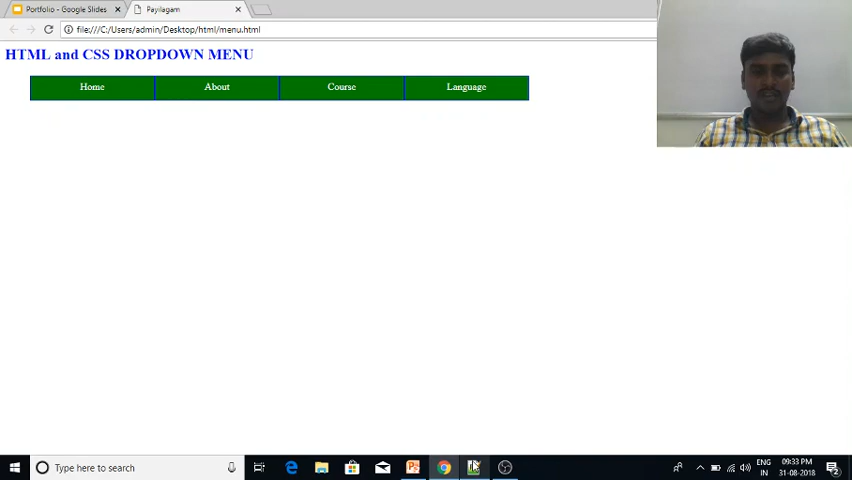 Portfolio - Google Slides
Payilagam
file:///C:/Users/admin/Desktop/html/menu.html
HTML and CSS DROPDOWN MENU
Home About Course Language
Type here to search
ENG
IN
09:33 PM
31-08-2018
2